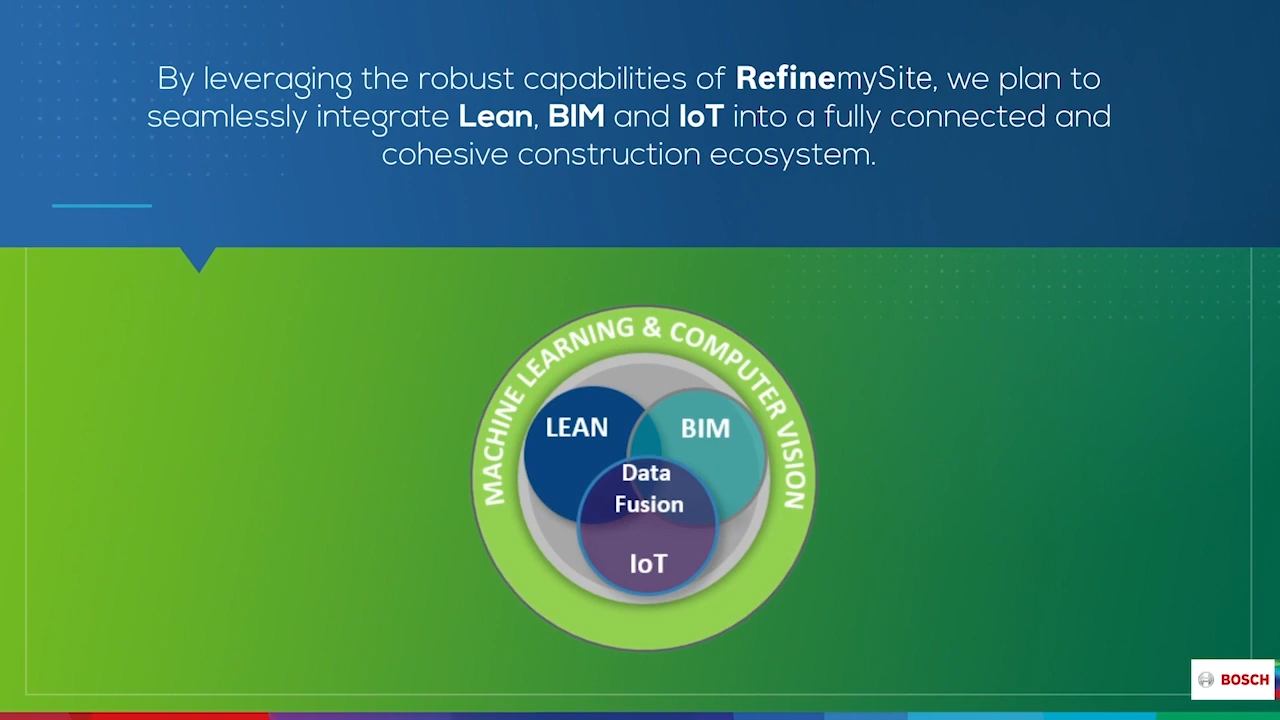 By leveraging the robust capabilities of RefinemySite, we plan to
seamlessly integrate Lean, BIM and IoT into a fully connected and
cohesive construction ecosystem.
MACHINE LEARNING & COMPUTER VISION
LEAN
BIM
Data
Fusion
IoT
BOSCH